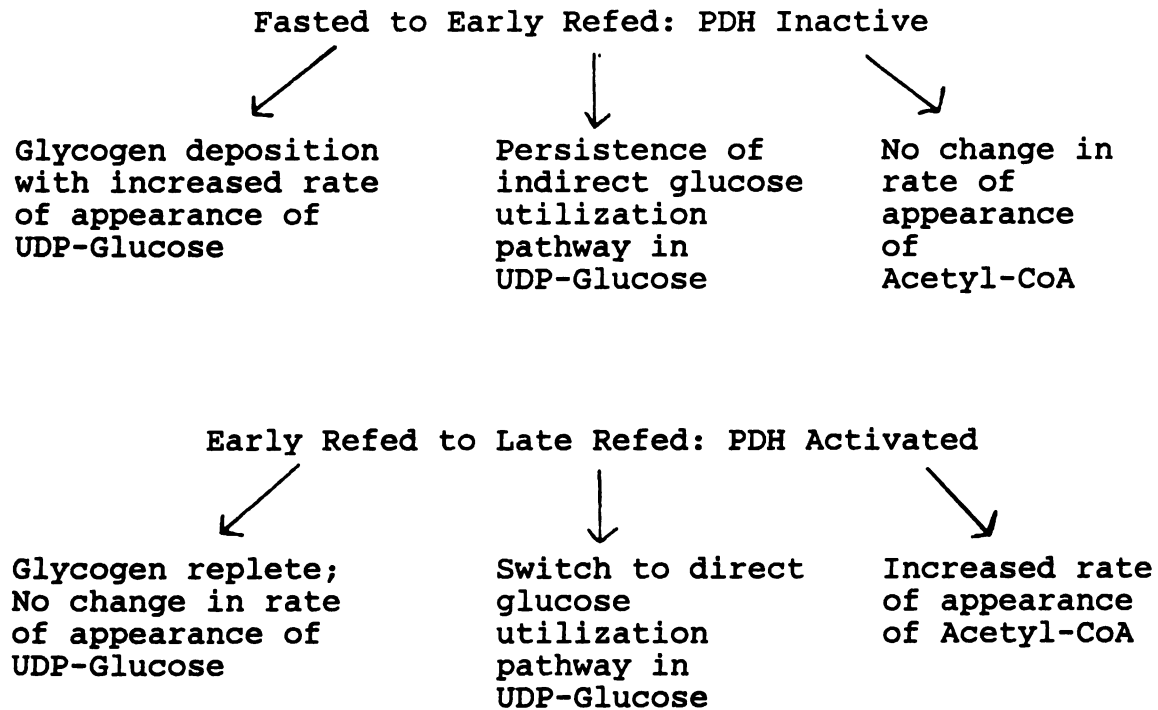 Fasted to Early Refed: PDH Inactive
Glycogen deposition
with increased rate
of appearance of
UDP-Glucose
Persistence of
indirect glucose
utilization
pathway in
UDP-Glucose
No change in
rate of
appearance
of
Acetyl-CoA
Early Refed to Late Refed: PDH Activated
Glycogen replete;
No change in rate
of appearance of
UDP-Glucose
Switch to direct
glucose
utilization
pathway in
UDP-Glucose
Increased rate
of appearance
of Acetyl-CoA